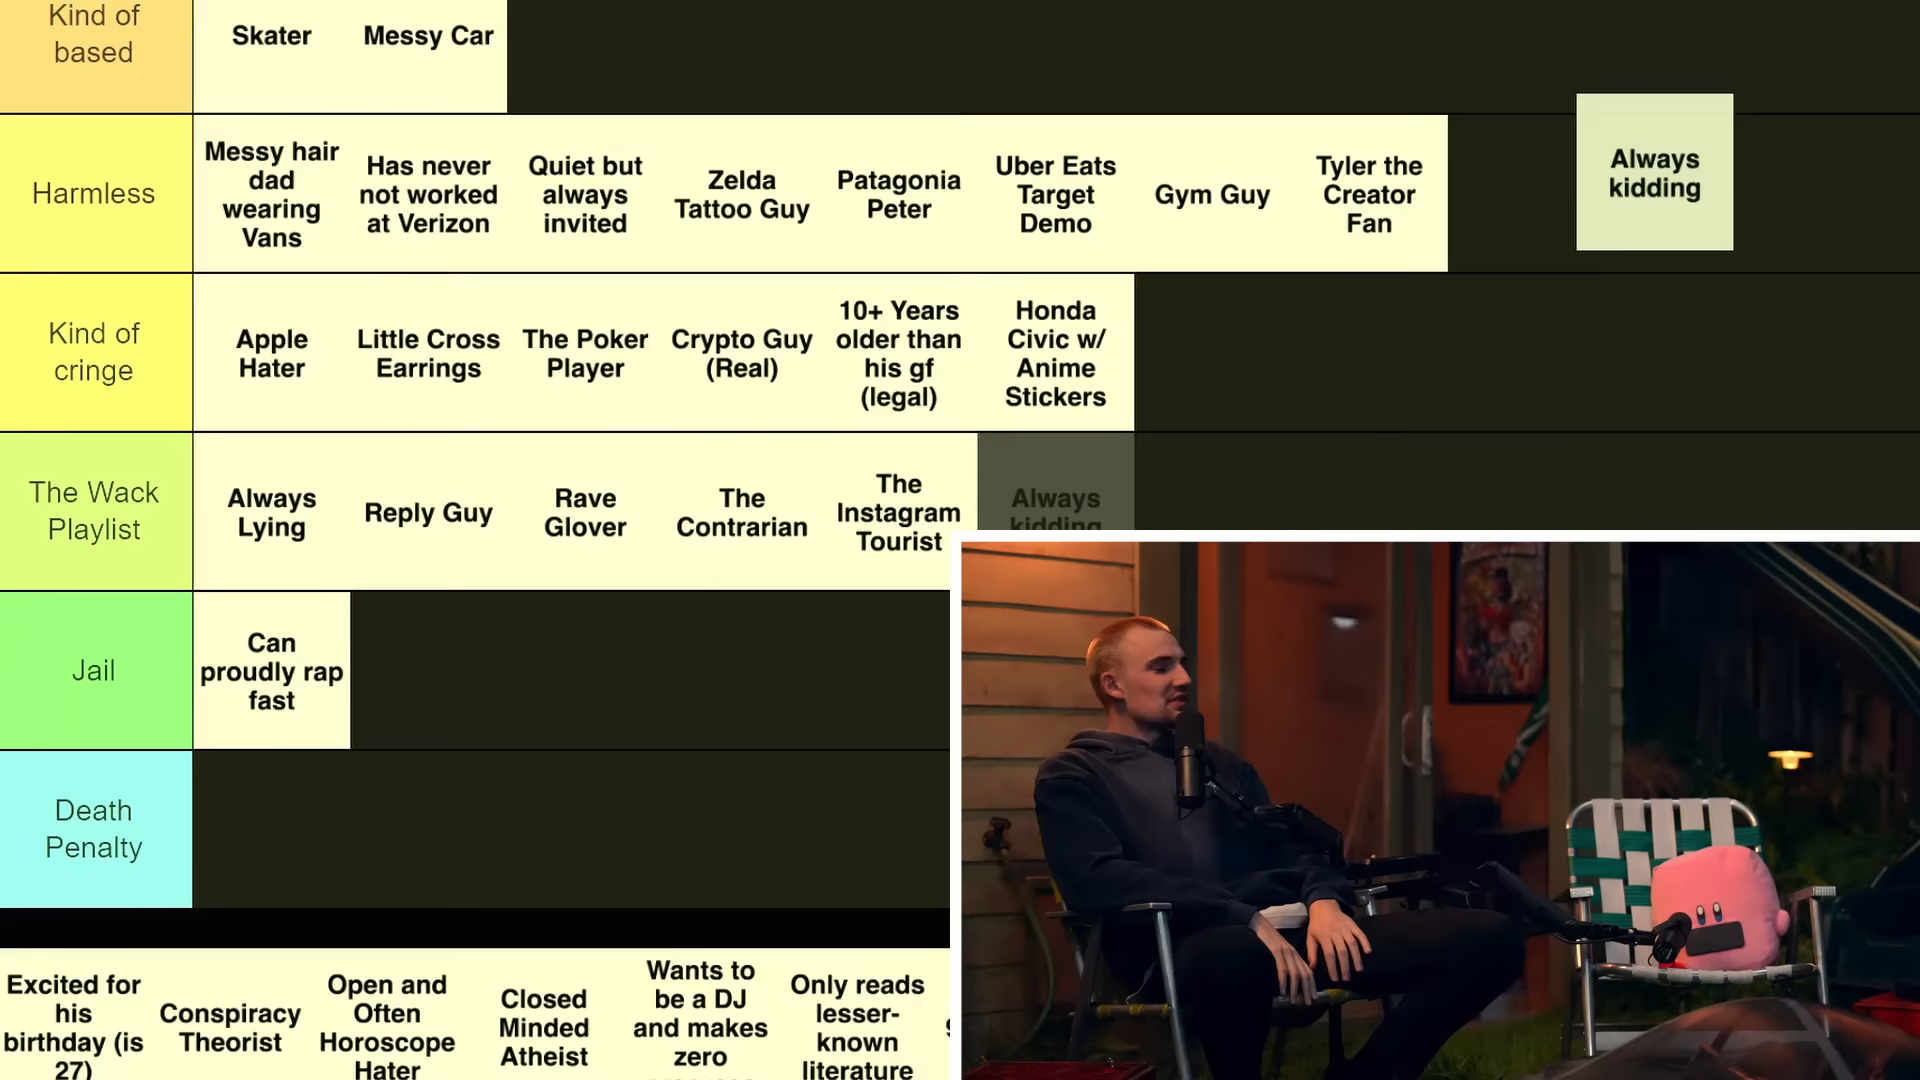 Kind of
based
Skater
Messy Car
Harmless
Messy hair
dad
wearing
Vans
Has never
not worked
at Verizon
Quiet but
always
invited
Zelda
Tattoo Guy
Patagonia
Peter
Uber Eats
Target
Demo
Gym Guy
Tyler the
Creator
Fan
Always
kidding
Kind of
cringe
Apple
Hater
Little Cross
Earrings
The Poker
Player
Crypto Guy
(Real)
10+ Years
older than
his gf
(legal)
Honda
Civic w/
Anime
Stickers
The Wack
Playlist
Always
Lying
Reply Guy
Rave
Glover
The
Contrarian
The
Instagram
Tourist
Always
kidding
Jail
Can
proudly rap
fast
Death
Penalty
Excited for
his
birthday (is
27)
Conspiracy
Theorist
Open and
Often
Horoscope
Hater
Closed
Minded
Atheist
Wants to
be a DJ
and makes
zero
Only reads
lesser-
known
literature